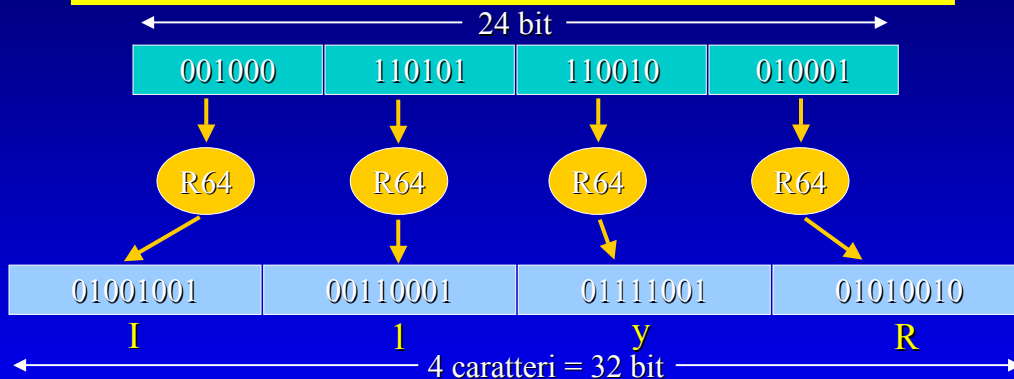 24 bit
001000 110101 110010 010001
R64 R64 R64 R64
01001001 00110001 01111001 01010010
I 1 y R
4 caratteri = 32 bit